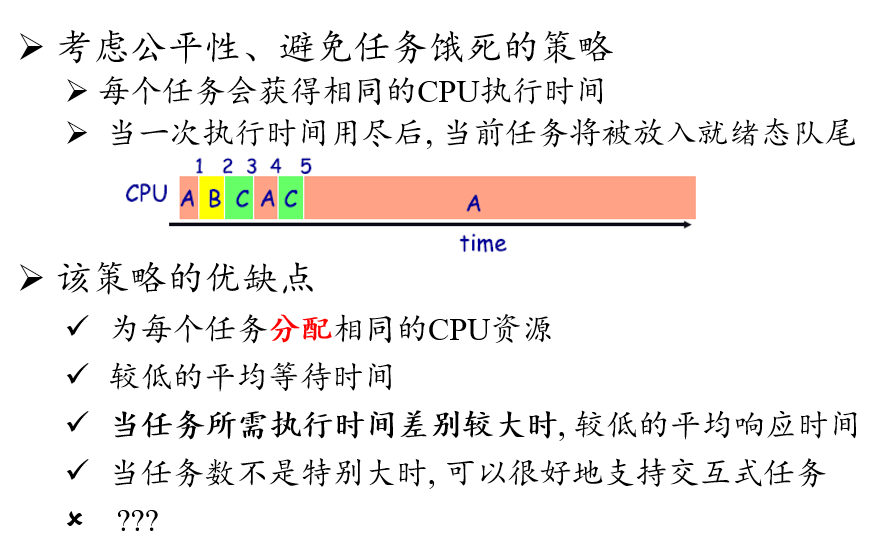 考虑公平性、避免任务饿死的策略
每个任务会获得相同的CPU执行时间
当一次执行时间用尽后, 当前任务将被放入就绪态队尾
1 2 3 4 5
CPU A B C A C A
time
该策略的优缺点
为每个任务分配相同的CPU资源
较低的平均等待时间
当任务所需执行时间差别较大时, 较低的平均响应时间
当任务数不是特别大时, 可以很好地支持交互式任务
???